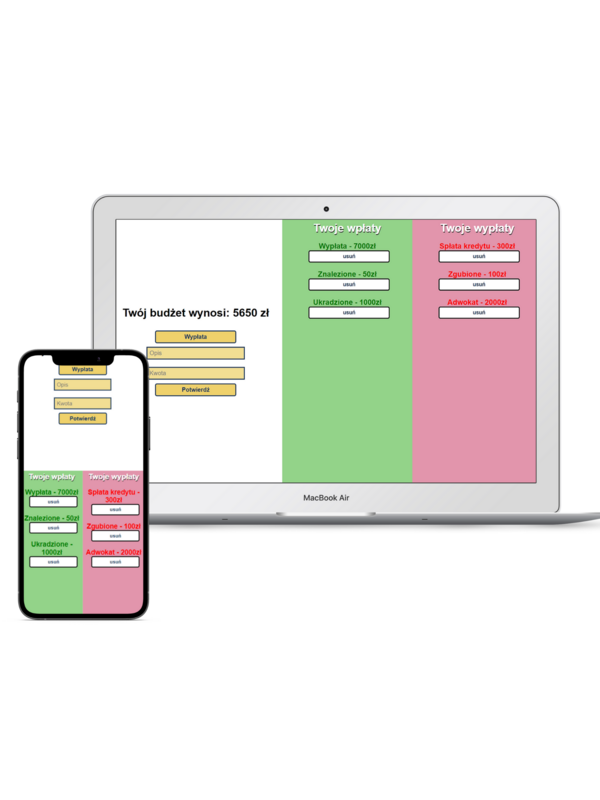 Twoje wpłaty
Wypłata - 7000zł
usuń
Znalezione - 50zł
usuń
Ukradzione - 1000zł
usuń
Twoje wypłaty
Spłata kredytu - 300zł
usuń
Zgubione - 100zł
usuń
Adwokat - 2000zł
usuń
Twój budżet wynosi: 5650 zł
Wypłata
Opis
Kwota
Potwierdź
MacBook Air
Wypłata
Opis
Kwota
Potwierdź
Twoje wpłaty
Wypłata - 7000zł
usuń
Znalezione - 50zł
usuń
Ukradzione -
1000zł
usuń
Twoje wypłaty
Spłata kredytu -
300zł
usuń
Zgubione - 100zł
usuń
Adwokat - 2000zł
usuń